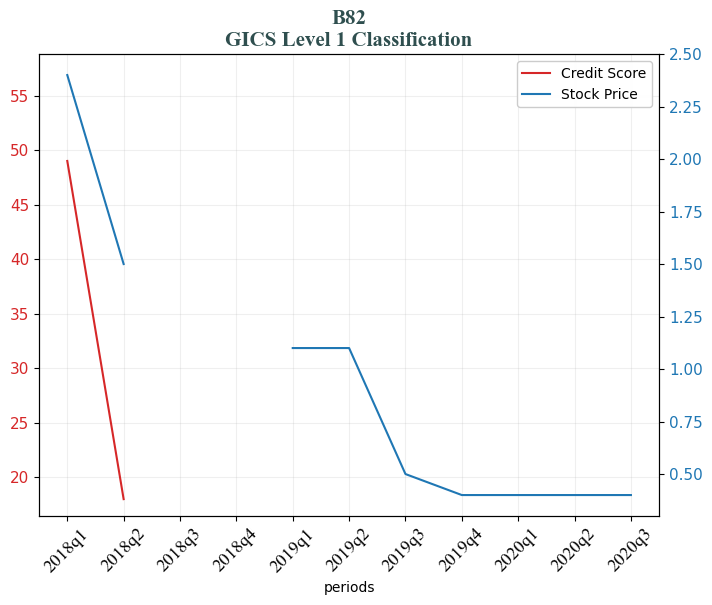 B82
GICS Level 1 Classification
Credit Score
Stock Price
55
50
45
40
35
30
25
20
2.50
2.25
2.00
1.75
1.50
1.25
1.00
0.75
0.50
2018q1
2018q2
2018q3
2018q4
2019q1
2019q2
2019q3
2019q4
2020q1
2020q2
2020q3
periods